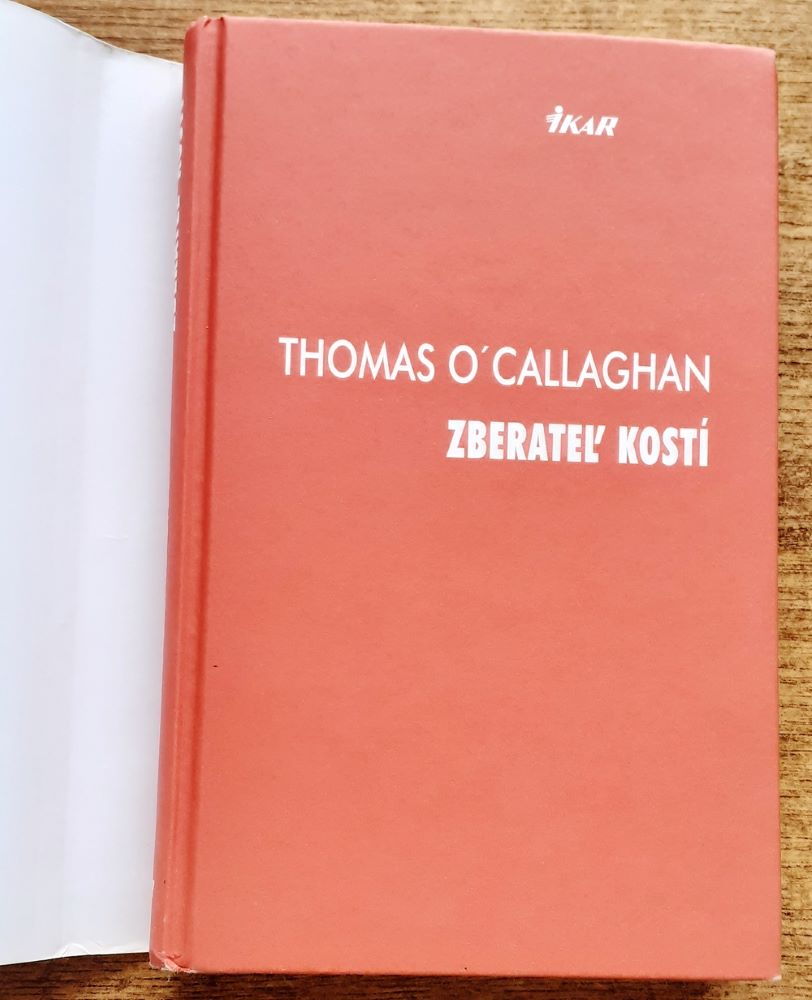 iKAR
THOMAS O´CALLAGHAN
ZBERATEĽ KOSTÍ